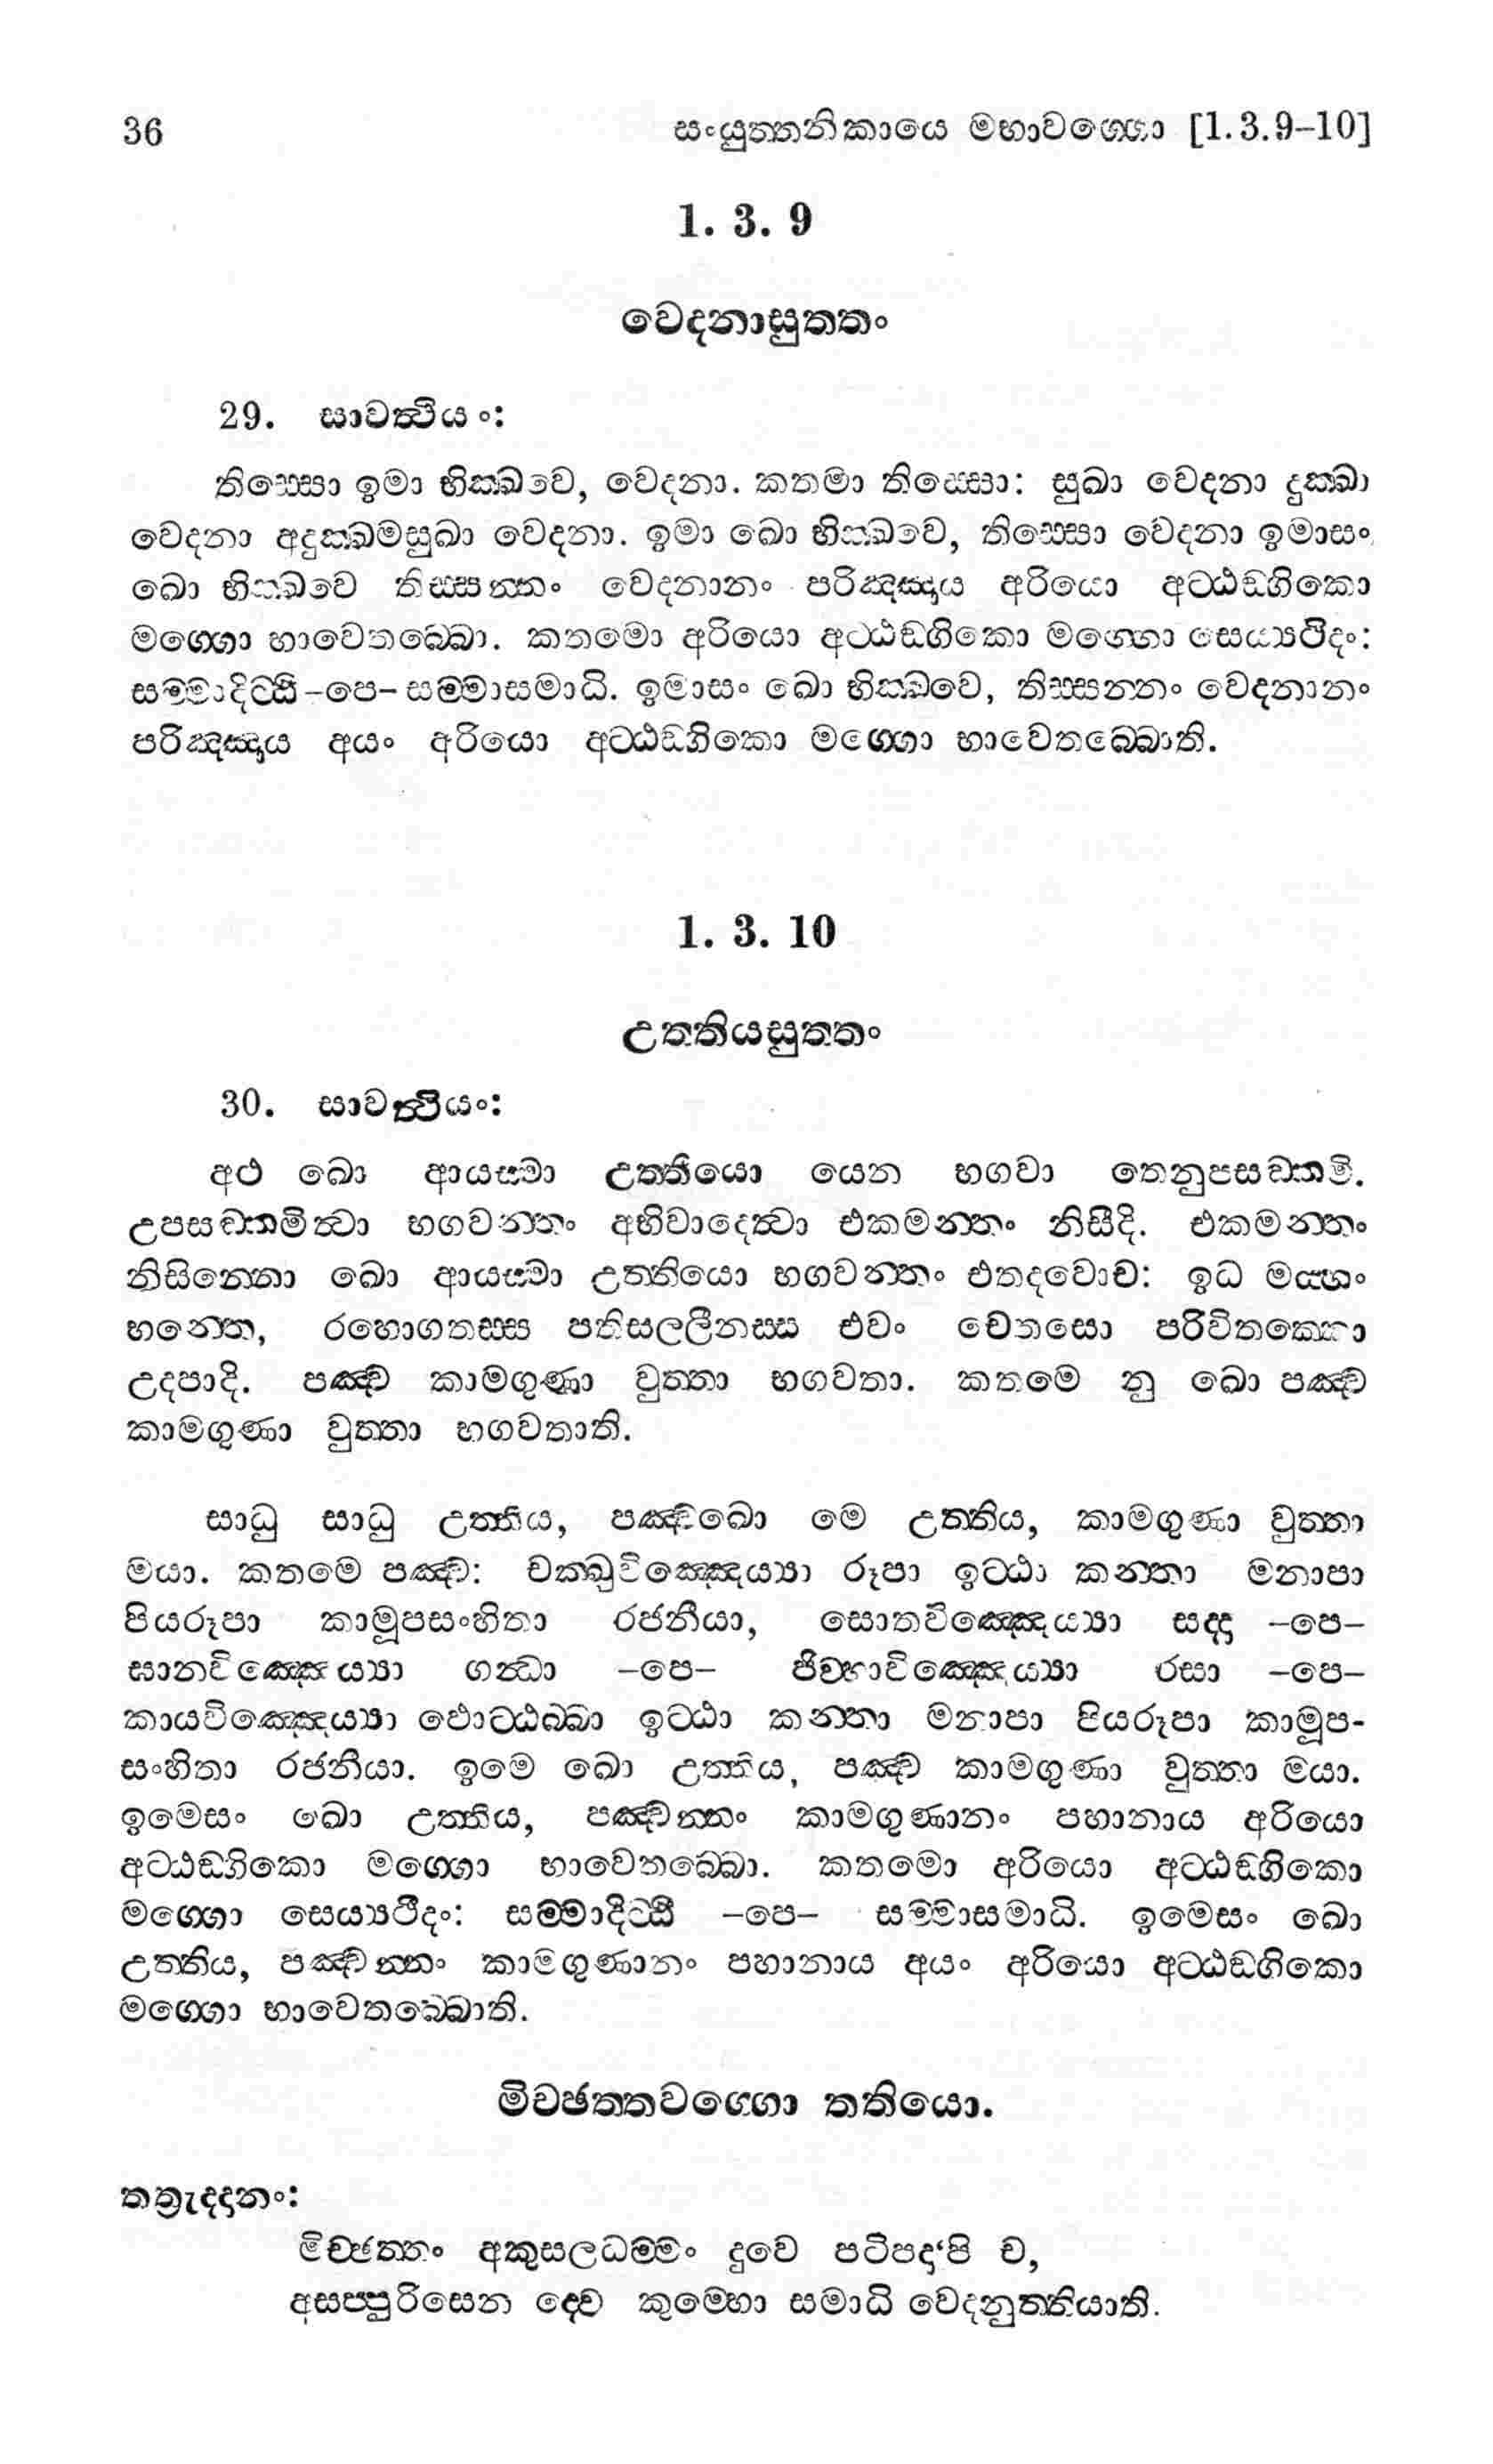 36 සංයුත්තනිකායෙ මහාවග්ගො [1.3.9–10]
1. 3. 9
වෙදනාසුත්තං
29. සාවත්ථියං:
තිස්සො ඉමා භික්ඛවෙ, වෙදනා. කතමා තිස්සො: සුඛා වෙදනා දුක්ඛා
වෙදනා අදුක්ඛමසුඛා වෙදනා. ඉමා ඛො භික්ඛවෙ, තිස්සො වෙදනා ඉමාසං
ඛො භික්ඛවෙ තිස්සන්නං වෙදනානං පරිඤ්ඤාය අරියො අට්ඨඞ්ගිකො
මග්ගො භාවෙතබ්බො. කතමො අරියො අට්ඨඞ්ගිකො මග්ගො සෙය්‍යථිදං:
සම්මාදිට්ඨි –පෙ– සම්මාසමාධි. ඉමාසං ඛො භික්ඛවෙ, තිස්සන්නං වෙදනානං
පරිඤ්ඤාය අයං අරියො අට්ඨඞ්ගිකො මග්ගො භාවෙතබ්බොති.
1. 3. 10
උත්තියසුත්තං
30. සාවත්ථියං:
අථ ඛො ආයස්මා උත්තියො යෙන භගවා තෙනුපසඞ්කමි.
උපසඞ්කමිත්වා භගවන්තං අභිවාදෙත්වා එකමන්තං නිසීදි. එකමන්තං
නිසින්නො ඛො ආයස්මා උත්තියො භගවන්තං එතදවොච: ඉධ මය්හං
භන්තෙ, රහොගතස්ස පතිසල්ලීනස්ස එවං චෙතසො පරිවිතක්කො
උදපාදි. පඤ්ච කාමගුණා වුත්තා භගවතා. කතමෙ නු ඛො පඤ්ච
කාමගුණා වුත්තා භගවතාති.
සාධු සාධු උත්තිය, පඤ්චිඛො මෙ උත්තිය, කාමගුණා වුත්තා
මයා. කතමෙ පඤ්ච: චක්ඛුවිඤ්ඤෙය්‍යා රූපා ඉට්ඨා කන්තා මනාපා
පියරූපා කාමූපසංහිතා රජනීයා, සොතවිඤ්ඤෙය්‍යා සද්දා –පෙ–
ඝානවිඤ්ඤෙය්‍යා ගන්ධා –පෙ– ජිව්හාවිඤ්ඤෙය්‍යා රසා –පෙ–
කායවිඤ්ඤෙය්‍යා ඵොට්ඨබ්බා ඉට්ඨා කන්තා මනාපා පියරූපා කාමූප-
සංහිතා රජනීයා. ඉමෙ ඛො උත්තිය, පඤ්ච කාමගුණා වුත්තා මයා.
ඉමෙසං ඛො උත්තිය, පඤ්චන්නං කාමගුණානං පහානාය අරියො
අට්ඨඞ්ගිකො මග්ගො භාවෙතබ්බො. කතමො අරියො අට්ඨඞ්ගිකො
මග්ගො සෙය්‍යථීදං: සම්මාදිට්ඨි –පෙ– සම්මාසමාධි. ඉමෙසං ඛො
උත්තිය, පඤ්චන්නං කාමගුණානං පහානාය අයං අරියො අට්ඨඞ්ගිකො
මග්ගො භාවෙතබ්බොති.
මිච්ඡත්තවග්ගො තතියො.
තත්‍රැද්දානං:
මිච්ඡත්තං අකුසලධම්මං දුවෙ පටිපදා‘පි ච,
අසප්පුරිසෙන ද්වෙ කුම්භො සමාධි වෙදනුත්තියාති.